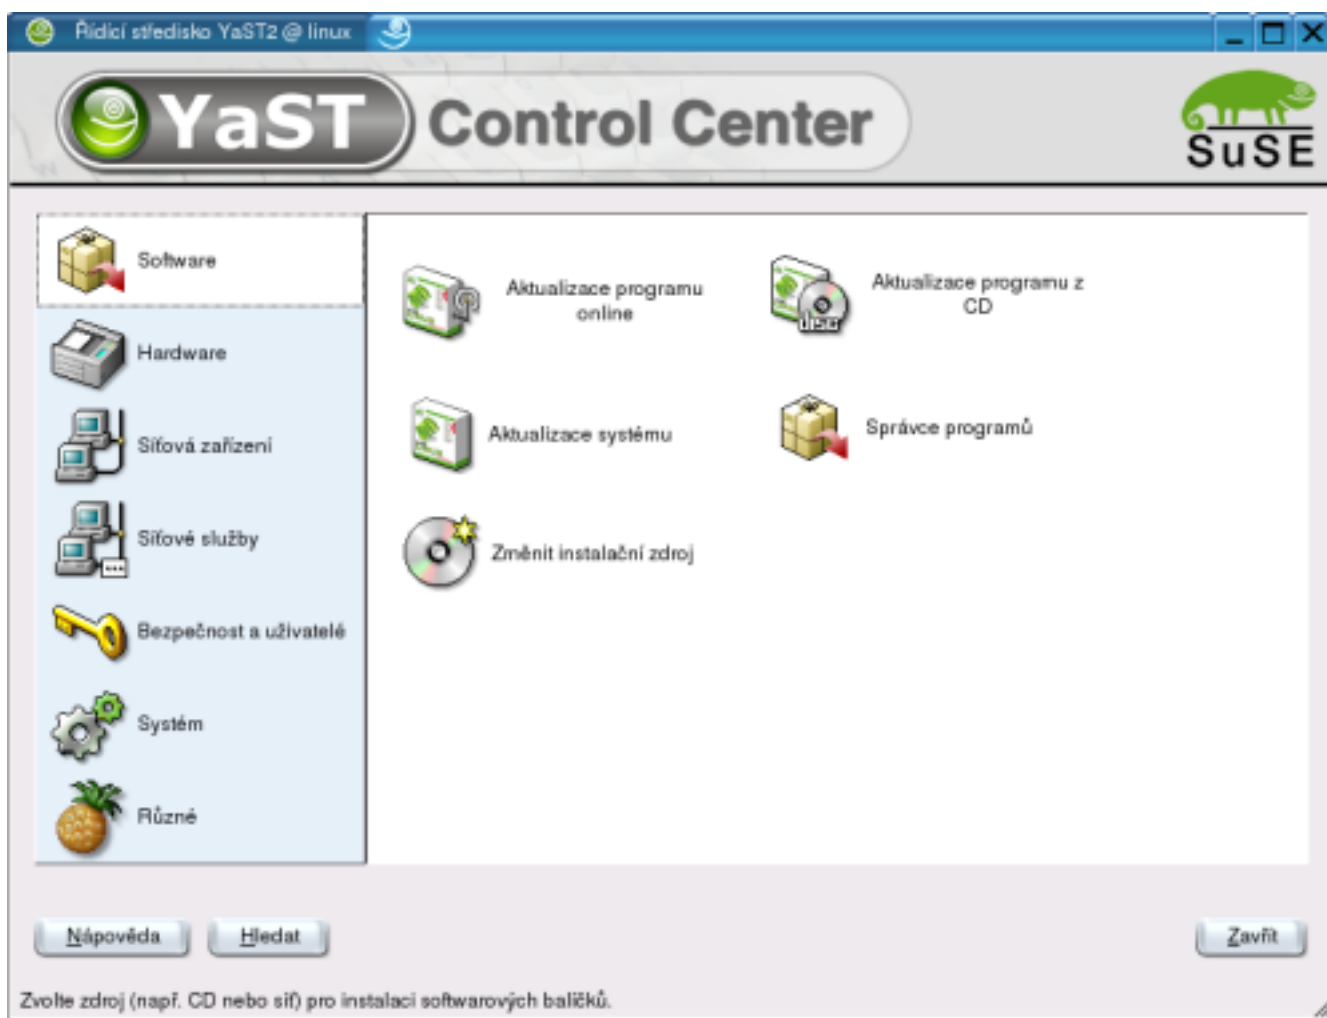 Řídicí středisko YaST2 @ linux
YaST Control Center
SuSE
Software
Hardware
Síťová zařízení
Síťové služby
Bezpečnost a uživatelé
Systém
Různé
Aktualizace programu
online
Aktualizace programu z
CD
disc
Aktualizace systému
Správce programů
Změnit instalační zdroj
Nápověda
Hledat
Zavřít
Zvolte zdroj (např. CD nebo síť) pro instalaci softwarových balíčků.